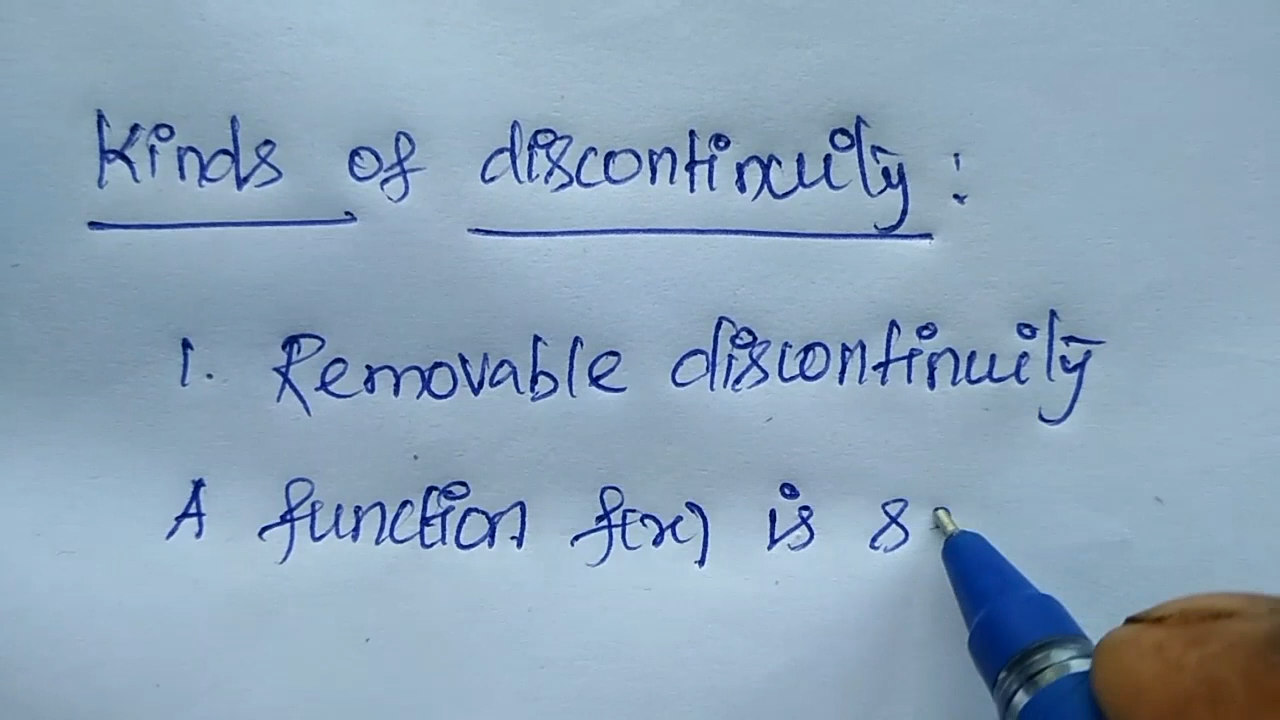 Kinds of discontinuity :
1. Removable discontinuity
A function f(x) is s